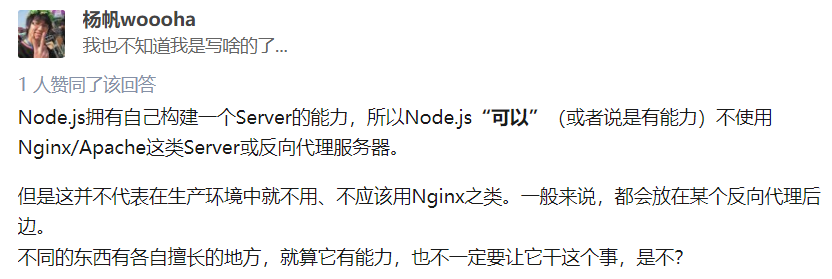 杨帆woooha
我也不知道我是写啥的了...
1 人赞同了该回答
Node.js拥有自己构建一个Server的能力，所以Node.js“可以”（或者说是有能力）不使用
Nginx/Apache这类Server或反向代理服务器。
但是这并不代表在生产环境中就不用、不应该用Nginx之类。一般来说，都会放在某个反向代理后
边。
不同的东西有各自擅长的地方，就算它有能力，也不一定要让它干这个事，是不?